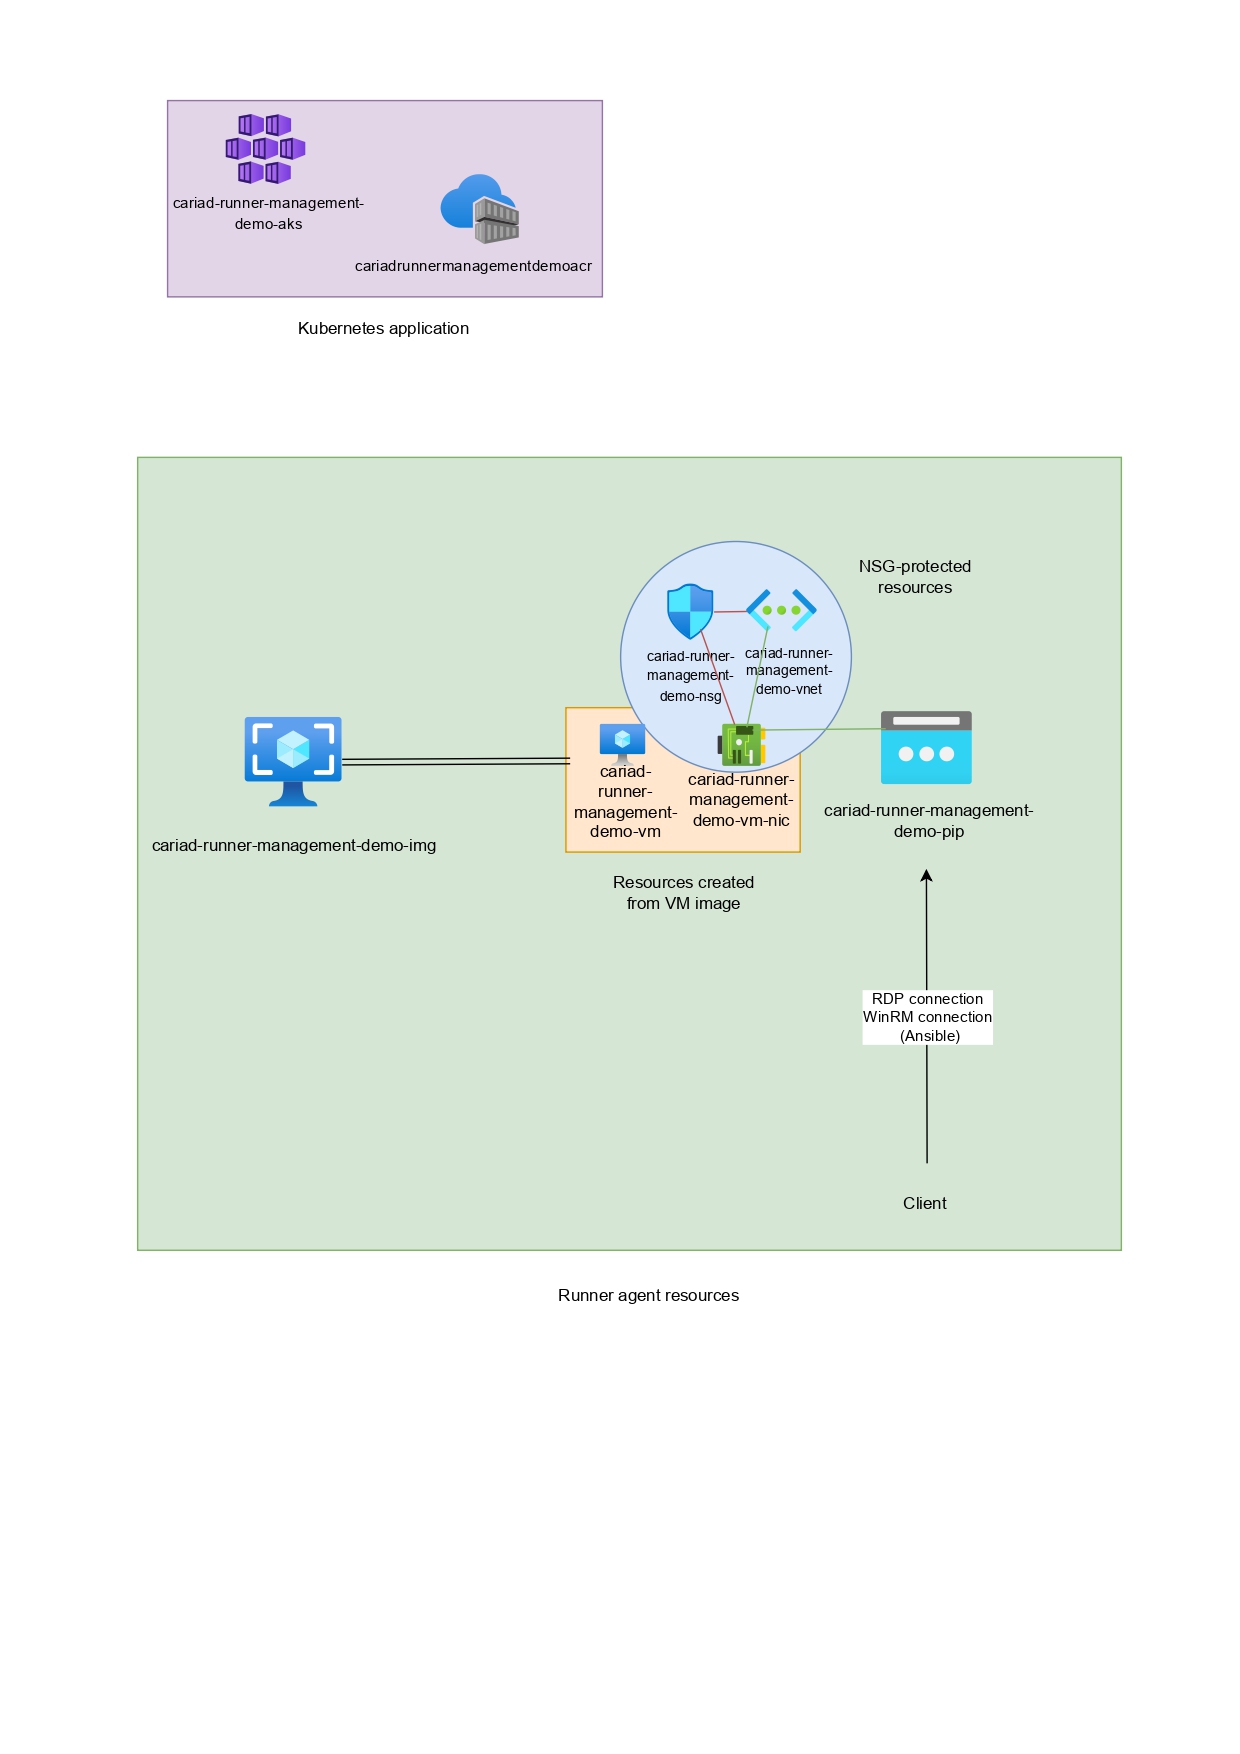 cariad-runner-management-
demo-aks
cariadrunnermanagementdemoacr
Kubernetes application
NSG-protected
resources
cariad-runner-
management-
demo-nsg
cariad-runner-
management-
demo-vnet
cariad-
runner-
management-
demo-vm
cariad-runner-
management-
demo-vm-nic
cariad-runner-management-
demo-pip
cariad-runner-management-demo-img
Resources created
from VM image
RDP connection
WinRM connection
(Ansible)
Client
Runner agent resources